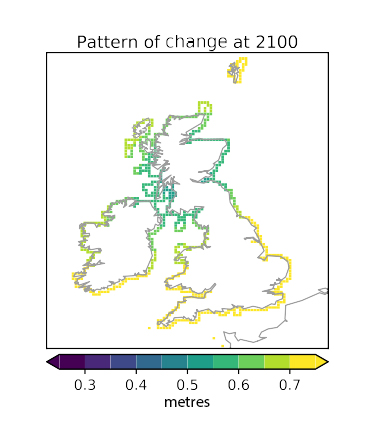 Pattern of change at 2100
0.3 0.4 0.5 0.6 0.7
metres